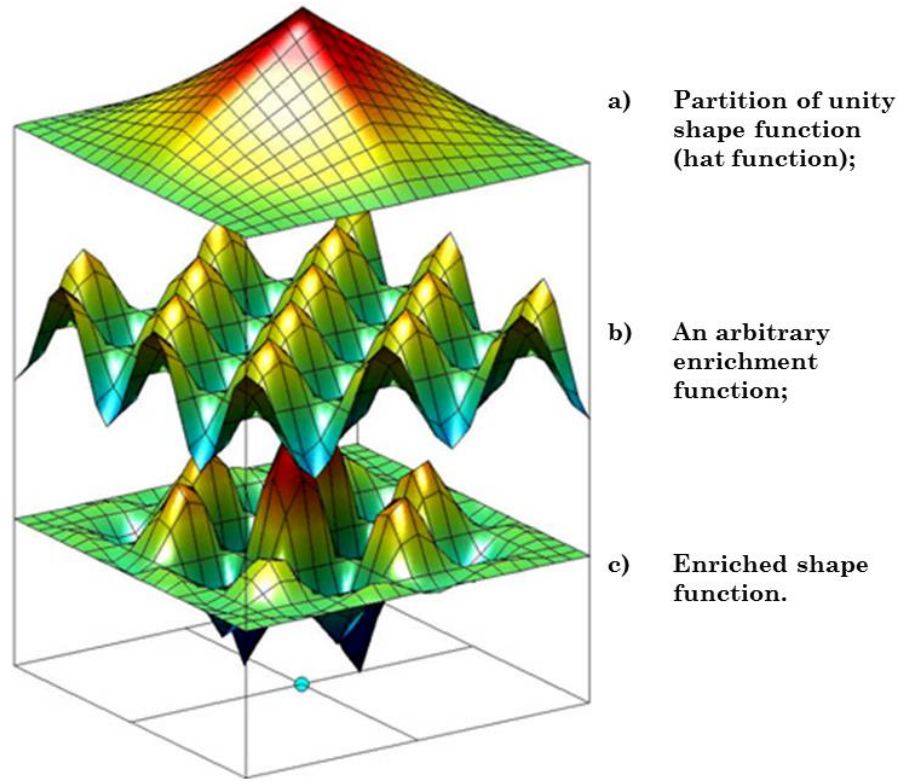 a) Partition of unity
shape function
(hat function);
b) An arbitrary
enrichment
function;
c) Enriched shape
function.